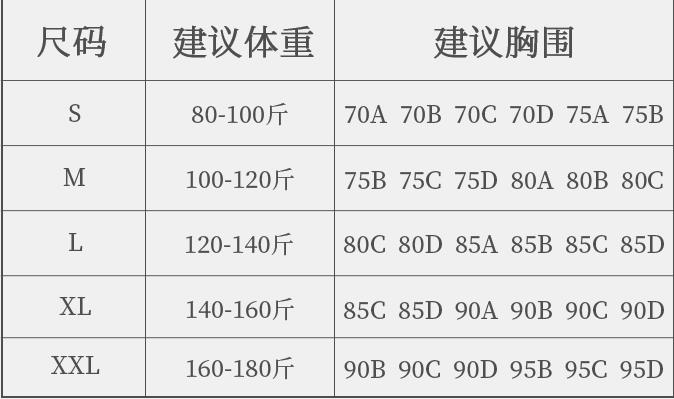 尺码 建议体重 建议胸围
S 80-100斤 70A 70B 70C 70D 75A 75B
M 100-120斤 75B 75C 75D 80A 80B 80C
L 120-140斤 80C 80D 85A 85B 85C 85D
XL 140-160斤 85C 85D 90A 90B 90C 90D
XXL 160-180斤 90B 90C 90D 95B 95C 95D